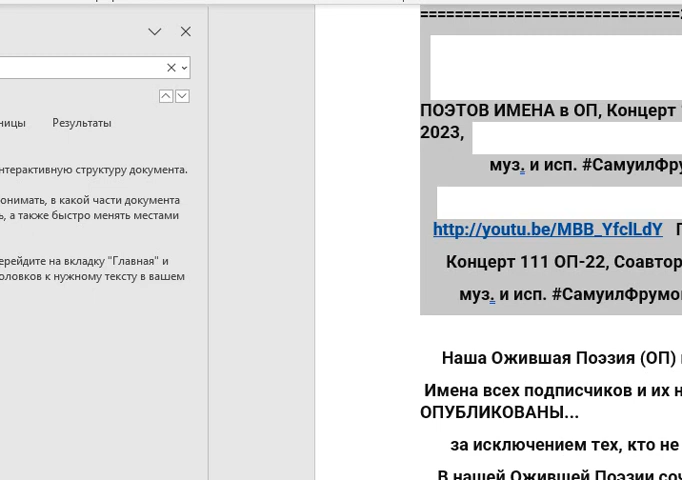 ницы Результаты
нтерактивную структуру документа.
онимать, в какой части документа
ь, а также быстро менять местами
ерейдите на вкладку "Главная" и
оловков к нужному тексту в вашем
==============================
ПОЭТОВ ИМЕНА в ОП, Концерт
2023,
муз. и исп. #СамуилФру
http://youtu.be/MBB_YfclLdY
Концерт 111 ОП-22, Соавтор
муз. и исп. #СамуилФрумо
Наша Ожившая Поэзия (ОП)
Имена всех подписчиков и их н
ОПУБЛИКОВАНЫ...
за исключением тех, кто не
В нашей Ожившей Поэзии соч